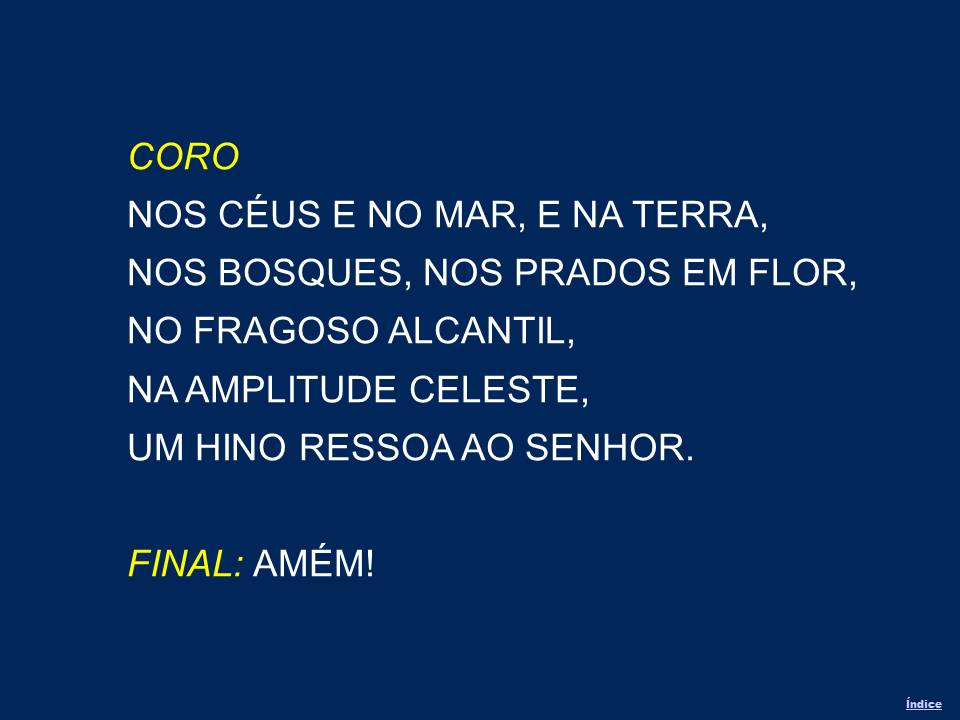 CORO
NOS CÉUS E NO MAR, E NA TERRA,
NOS BOSQUES, NOS PRADOS EM FLOR,
NO FRAGOSO ALCANTIL,
NA AMPLITUDE CELESTE,
UM HINO RESSOA AO SENHOR.
FINAL: AMÉM!
Índice